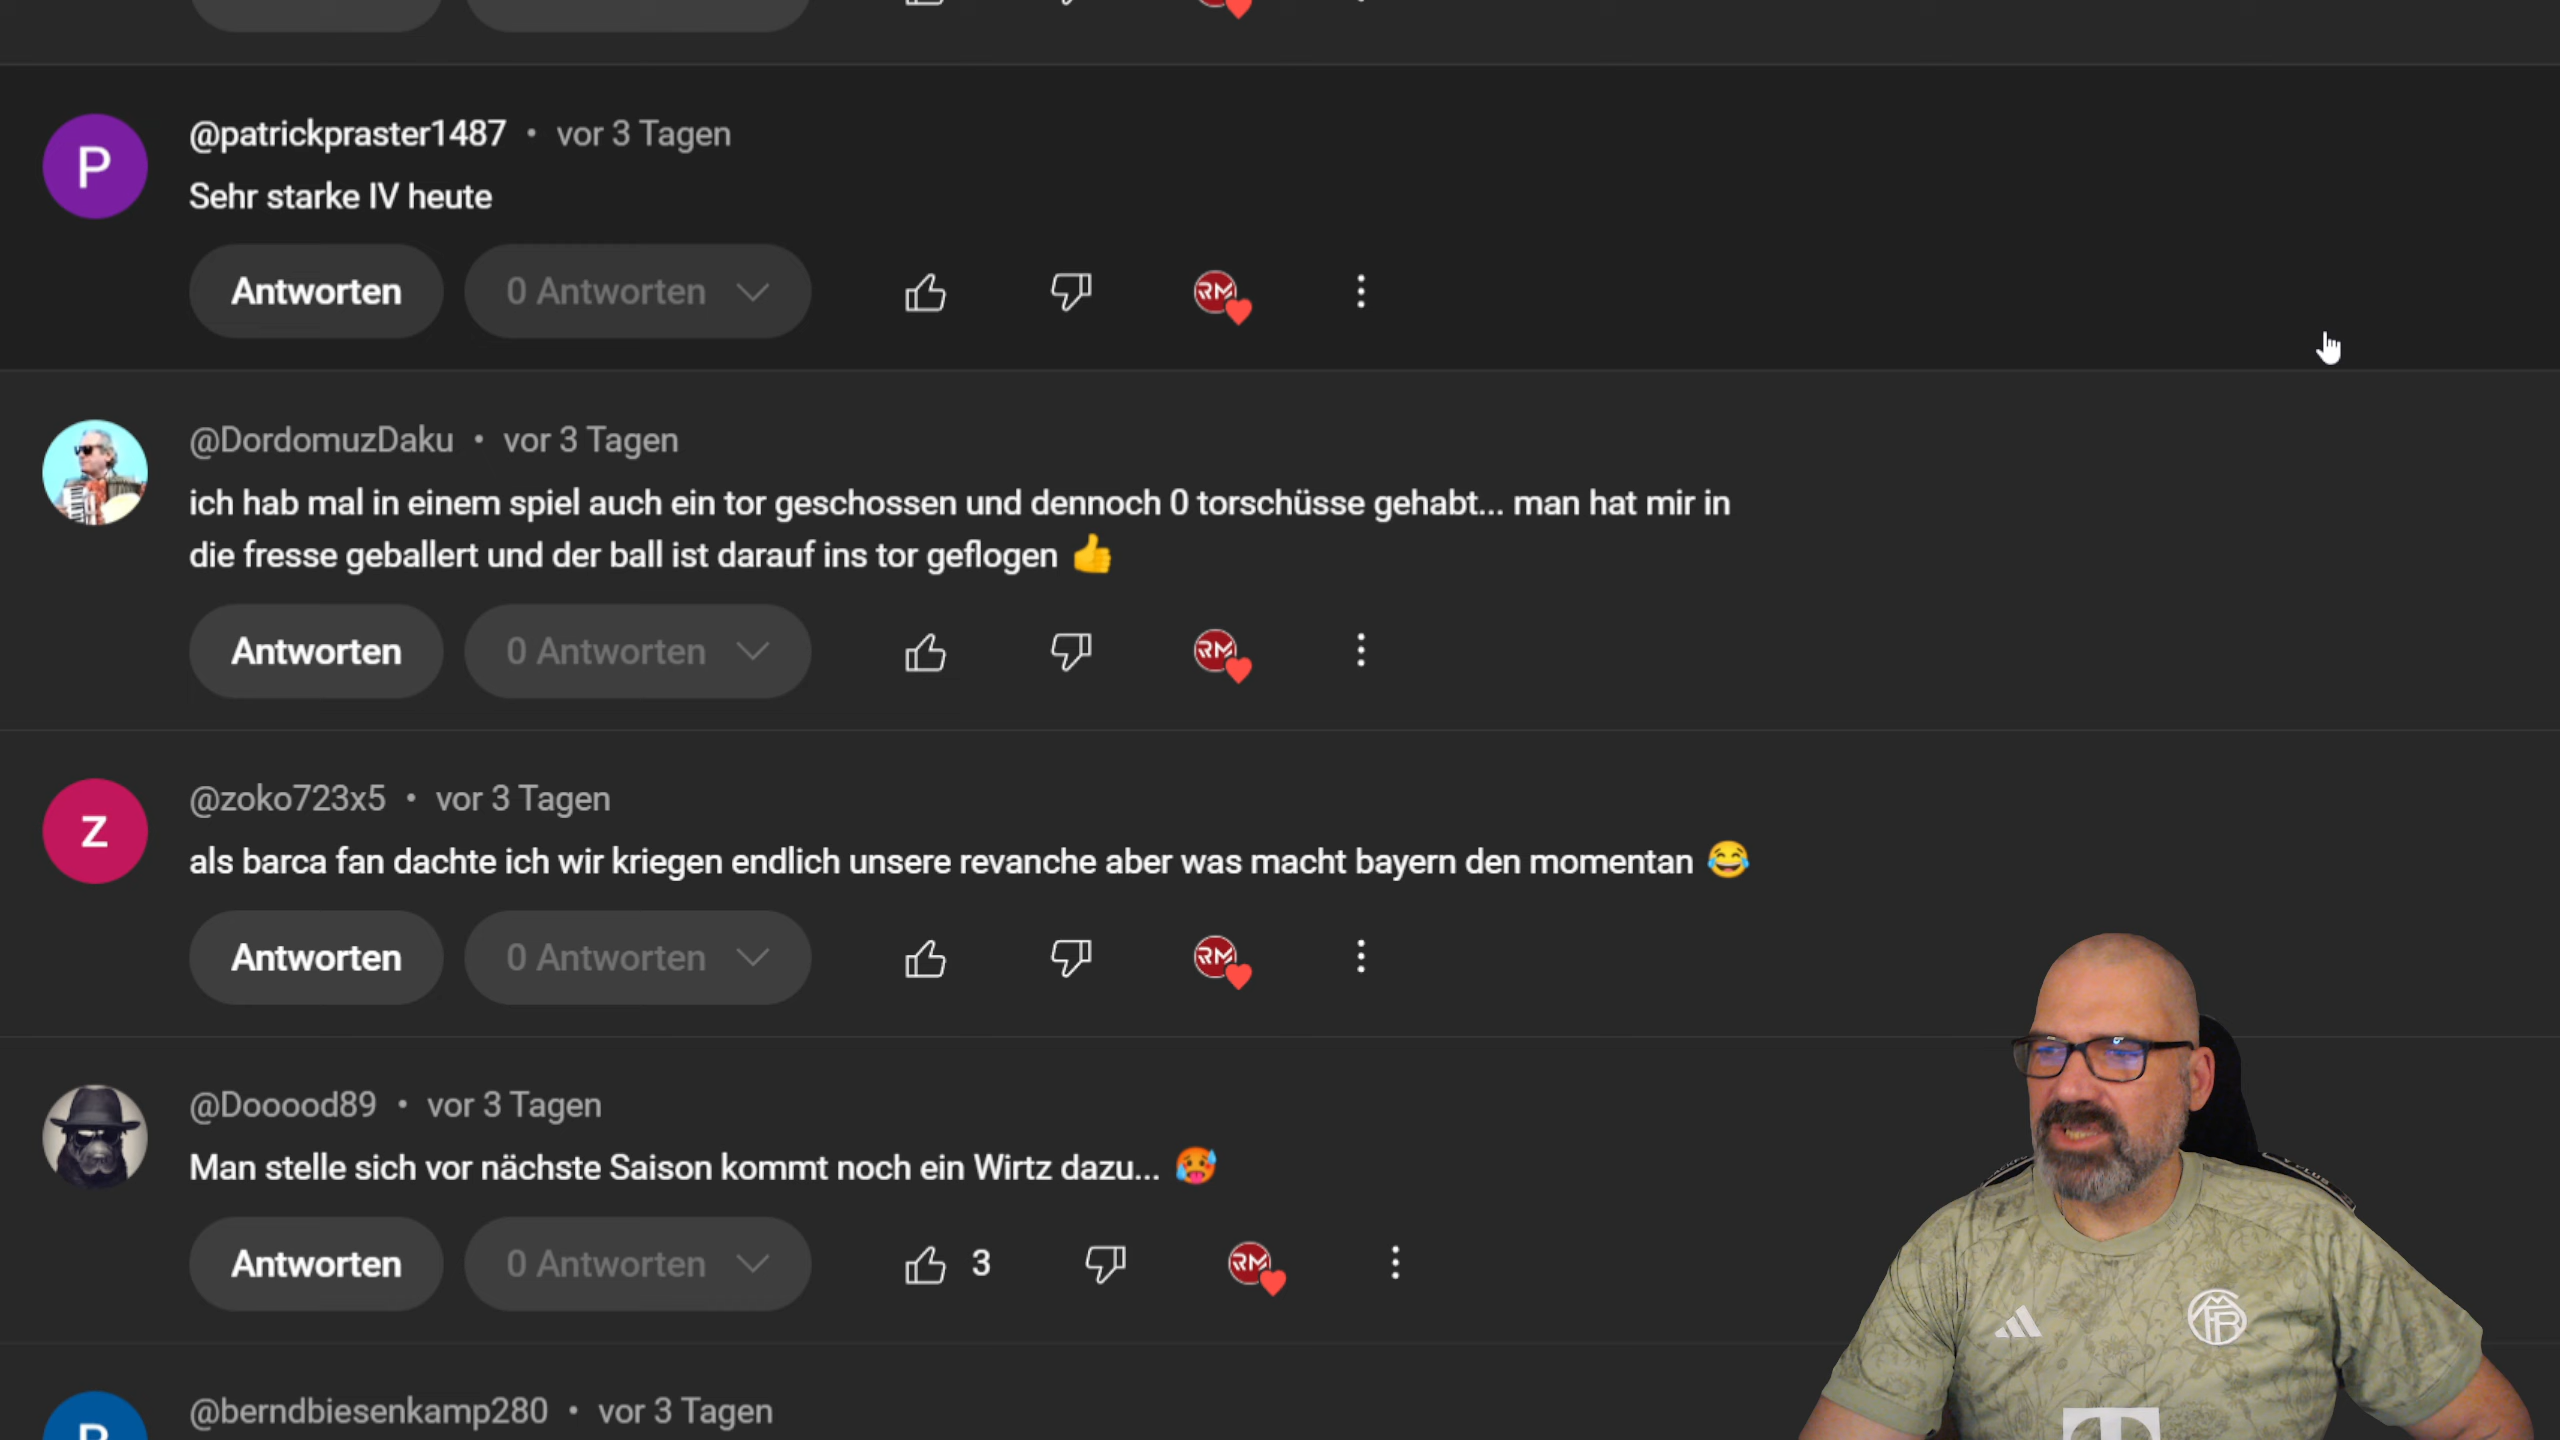 @patrickpraster1487 • vor 3 Tagen
P
Sehr starke IV heute
Antworten 0 Antworten RM
@DordomuzDaku • vor 3 Tagen
ich hab mal in einem spiel auch ein tor geschossen und dennoch 0 torschüsse gehabt... man hat mir in
die fresse geballert und der ball ist darauf ins tor geflogen 👍
Antworten 0 Antworten RM
@zoko723x5 • vor 3 Tagen
z
als barca fan dachte ich wir kriegen endlich unsere revanche aber was macht bayern den momentan 😂
Antworten 0 Antworten RM
@Dooood89 • vor 3 Tagen
Man stelle sich vor nächste Saison kommt noch ein Wirtz dazu... 🥵
Antworten 0 Antworten 3 RM
@berndbiesenkamp280 • vor 3 Tagen